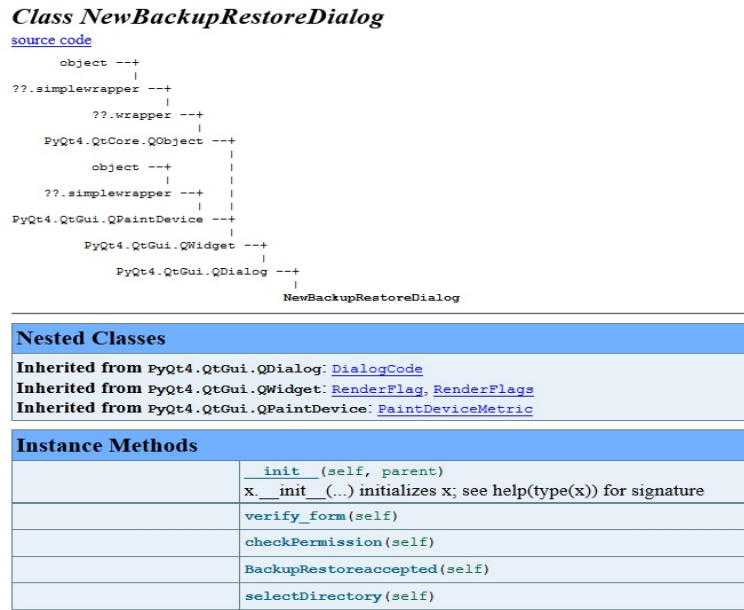 Class NewBackupRestoreDialog
source code
object --+
|
??.simplewrapper --+
|
??.wrapper --+
|
PyQt4.QtCore.QObject --+
|
object --+ |
| |
??.simplewrapper --+ |
| |
PyQt4.QtGui.QPaintDevice --+
|
PyQt4.QtGui.QWidget --+
|
PyQt4.QtGui.QDialog --+
|
NewBackupRestoreDialog
Nested Classes
Inherited from PyQt4.QtGui.QDialog: DialogCode
Inherited from PyQt4.QtGui.QWidget: RenderFlag, RenderFlags
Inherited from PyQt4.QtGui.QPaintDevice: PaintDeviceMetric
Instance Methods
__init__(self, parent)
x.__init__(...) initializes x; see help(type(x)) for signature
verify_form(self)
checkPermission(self)
BackupRestoreaccepted(self)
selectDirectory(self)